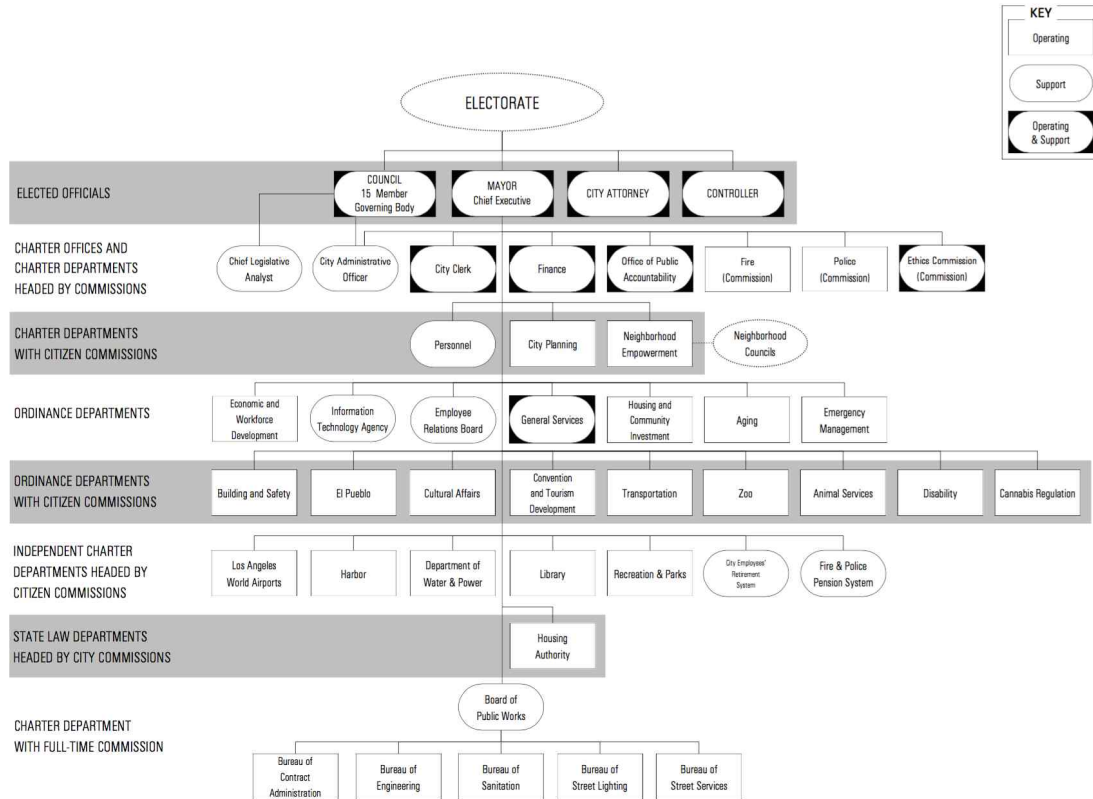 KEY
Operating
Support
Operating
& Support
ELECTORATE
ELECTED OFFICIALS
COUNCIL
15 Member
Governing Body
MAYOR
Chief Executive
CITY ATTORNEY
CONTROLLER
CHARTER OFFICES AND
CHARTER DEPARTMENTS
HEADED BY COMMISSIONS
Chief Legislative
Analyst
City Administrative
Officer
City Clerk
Finance
Office of Public
Accountability
Fire
(Commission)
Police
(Commission)
Ethics Commission
(Commission)
CHARTER DEPARTMENTS
WITH CITIZEN COMMISSIONS
Personnel
City Planning
Neighborhood
Empowerment
Neighborhood
Councils
ORDINANCE DEPARTMENTS
Economic and
Workforce
Development
Information
Technology Agency
Employee
Relations Board
General Services
Housing and
Community
Investment
Aging
Emergency
Management
ORDINANCE DEPARTMENTS
WITH CITIZEN COMMISSIONS
Building and Safety
El Pueblo
Cultural Affairs
Convention
and Tourism
Development
Transportation
Zoo
Animal Services
Disability
Cannabis Regulation
INDEPENDENT CHARTER
DEPARTMENTS HEADED BY
CITIZEN COMMISSIONS
Los Angeles
World Airports
Harbor
Department of
Water & Power
Library
Recreation & Parks
City Employees'
Retirement
System
Fire & Police
Pension System
STATE LAW DEPARTMENTS
HEADED BY CITY COMMISSIONS
Housing
Authority
CHARTER DEPARTMENT
WITH FULL-TIME COMMISSION
Board of
Public Works
Bureau of
Contract
Administration
Bureau of
Engineering
Bureau of
Sanitation
Bureau of
Street Lighting
Bureau of
Street Services